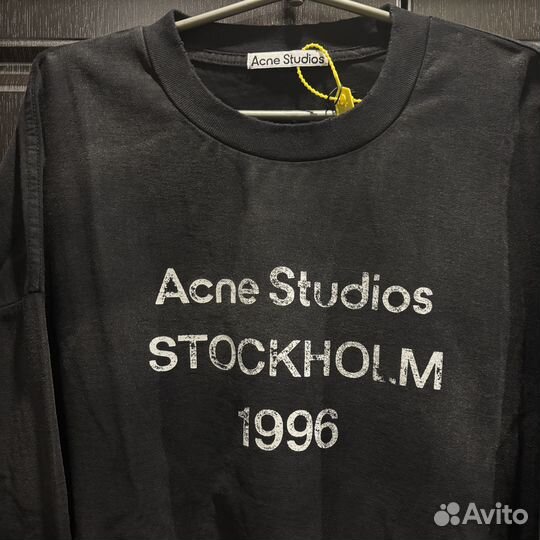 Acne Studios
Acne Studios
STOCKHOLM
1996
Avito